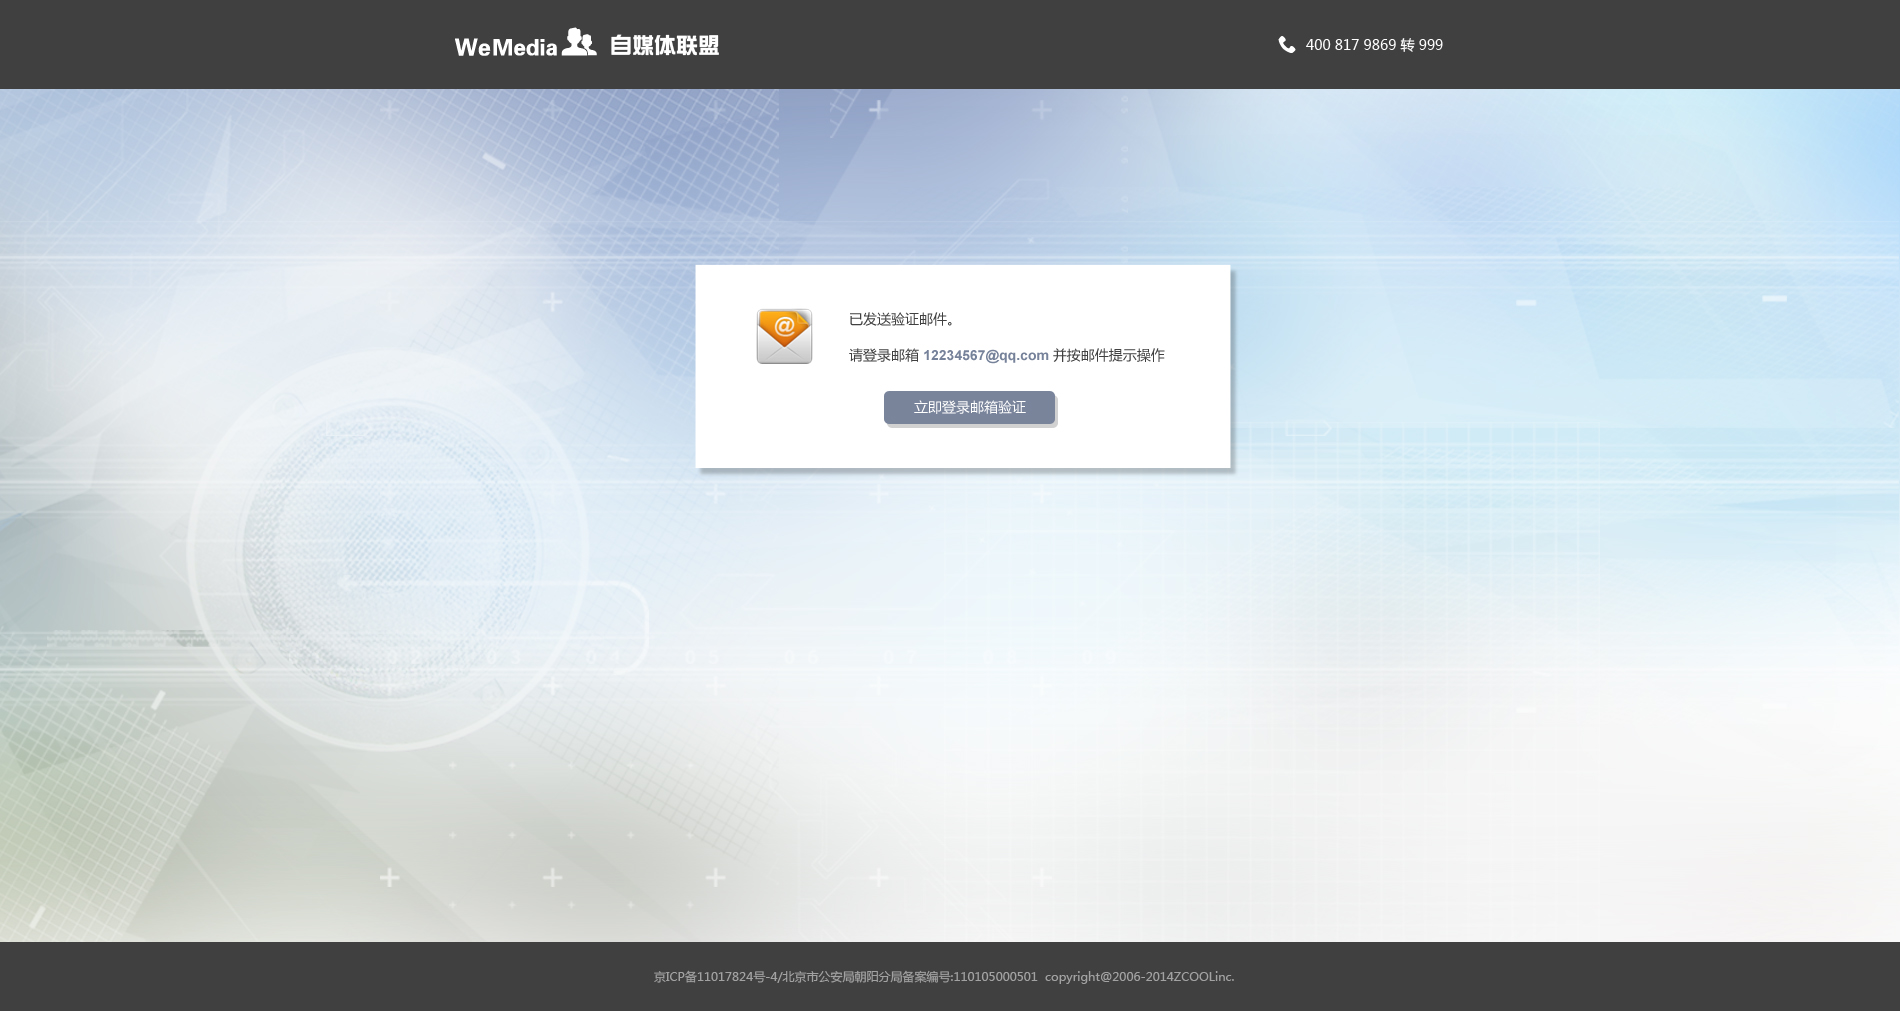 WeMedia 自媒体联盟
400 817 9869 转 999
已发送验证邮件。
请登录邮箱 12234567@qq.com 并按邮件提示操作
立即登录邮箱验证
京ICP备11017824号-4/北京市公安局朝阳分局备案编号:110105000501 copyright@2006-2014ZCOOLinc.